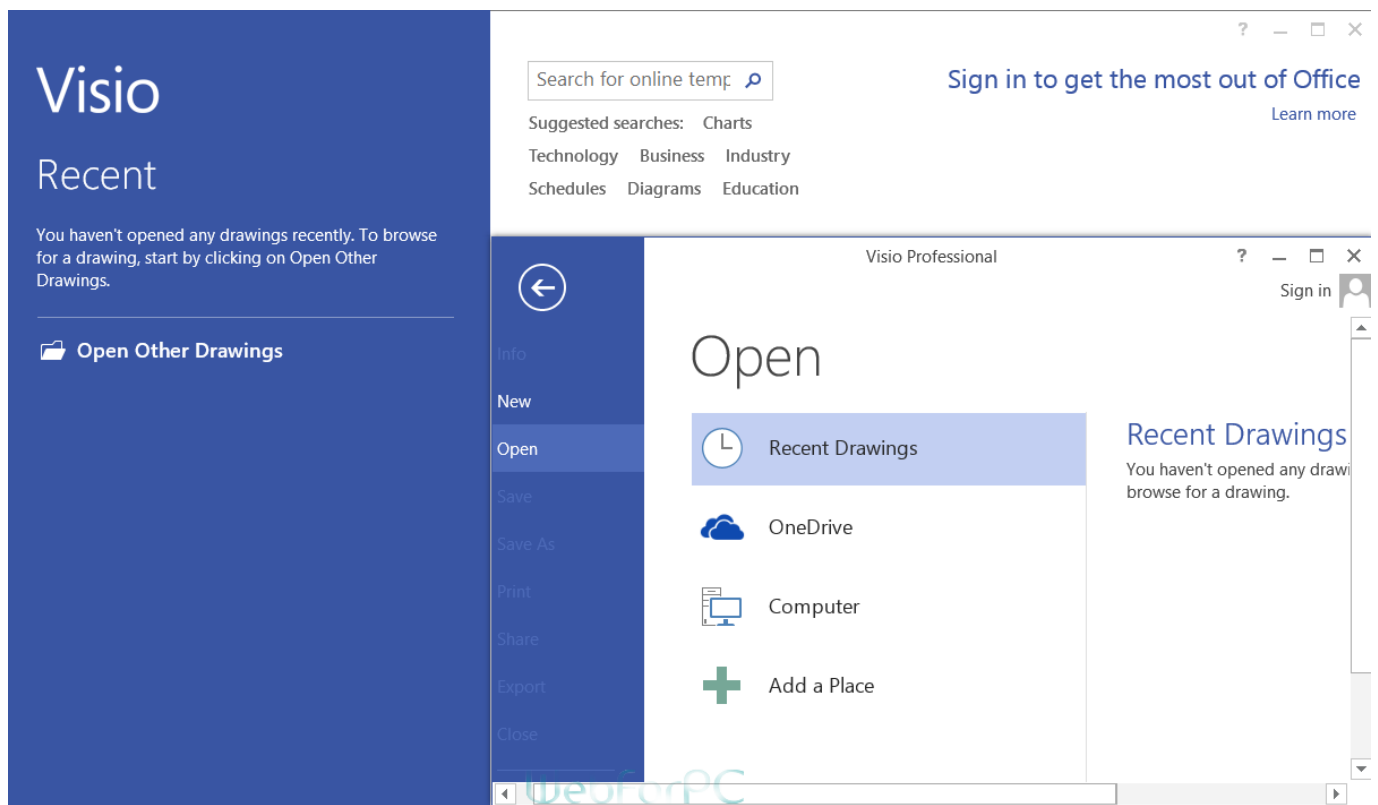 Visio
Recent
You haven't opened any drawings recently. To browse
for a drawing, start by clicking on Open Other
Drawings.
Open Other Drawings
?
Search for online temp
Sign in to get the most out of Office
Learn more
Suggested searches: Charts
Technology Business Industry
Schedules Diagrams Education
Visio Professional
?
Sign in
Info
New
Open
Save
Save As
Print
Share
Export
Close
Open
Recent Drawings
OneDrive
Computer
Add a Place
Recent Drawings
You haven't opened any drawi
browse for a drawing.
WebForPC